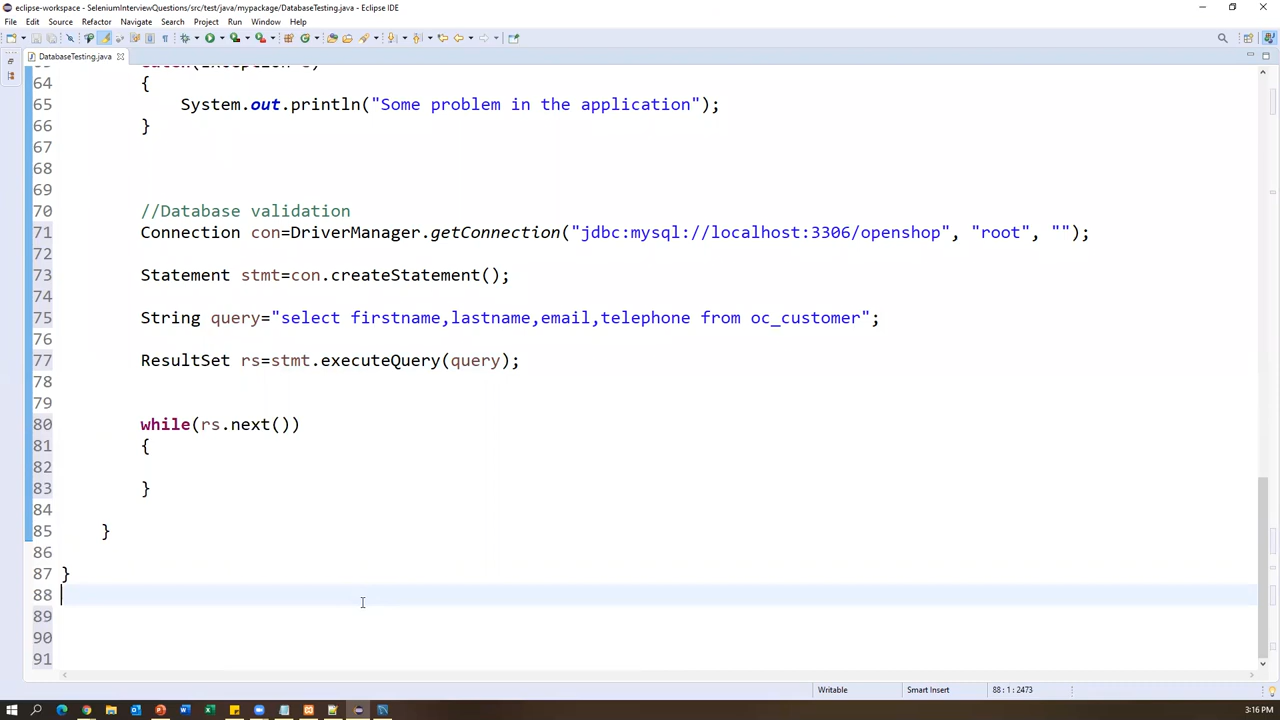 eclipse-workspace - SeleniumInterviewQuestions/src/test/java/mypackage/DatabaseTesting.java - Eclipse IDE
File Edit Source Refactor Navigate Search Project Run Window Help
DatabaseTesting.java
64 {
65 System.out.println("Some problem in the application");
66 }
67
68
69
70 //Database validation
71 Connection con=DriverManager.getConnection("jdbc:mysql://localhost:3306/openshop", "root", "");
72
73 Statement stmt=con.createStatement();
74
75 String query="select firstname,lastname,email,telephone from oc_customer";
76
77 ResultSet rs=stmt.executeQuery(query);
78
79
80 while(rs.next())
81 {
82
83 }
84
85 }
86
87 }
88
89
90
91
Writable Smart Insert 88 : 1 : 2473
3:16 PM